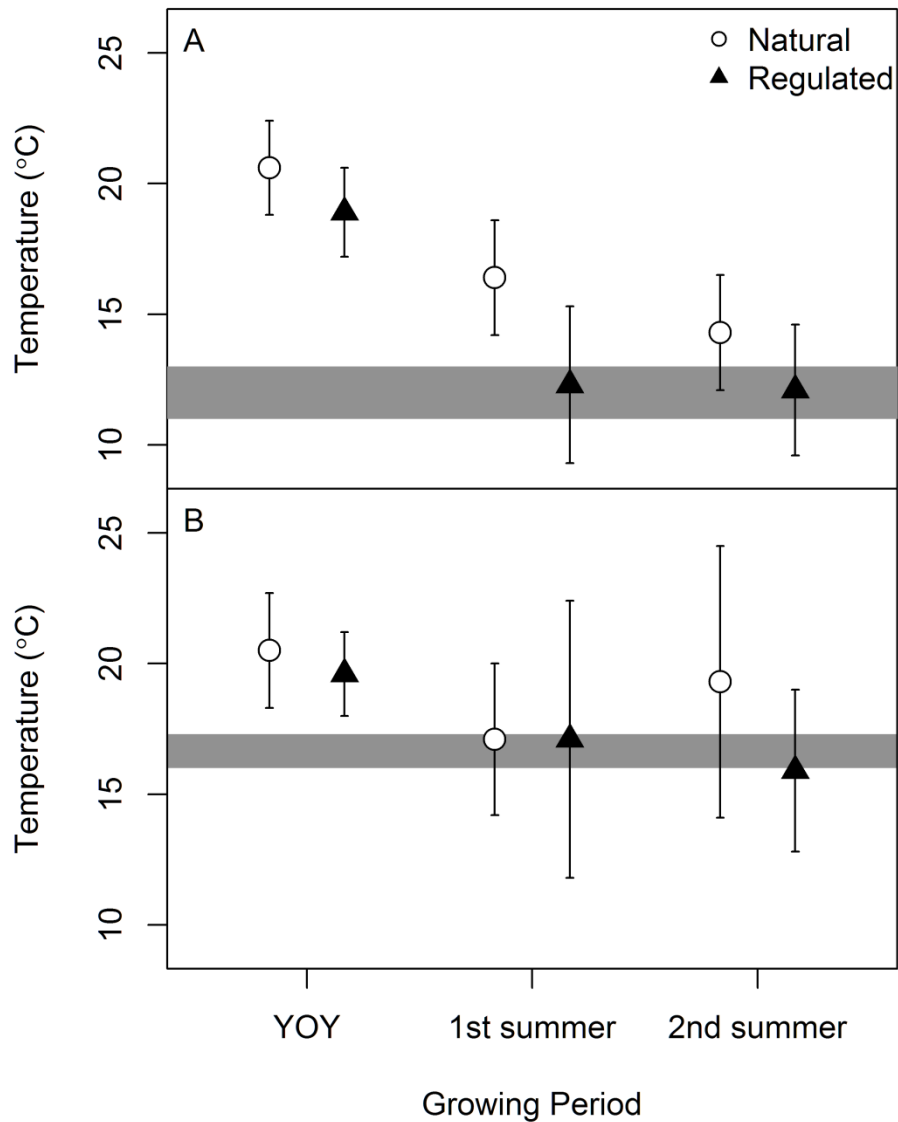 A
Natural
Regulated
Temperature (°C)
25
20
15
10
B
Temperature (°C)
25
20
15
10
YOY 1st summer 2nd summer
Growing Period